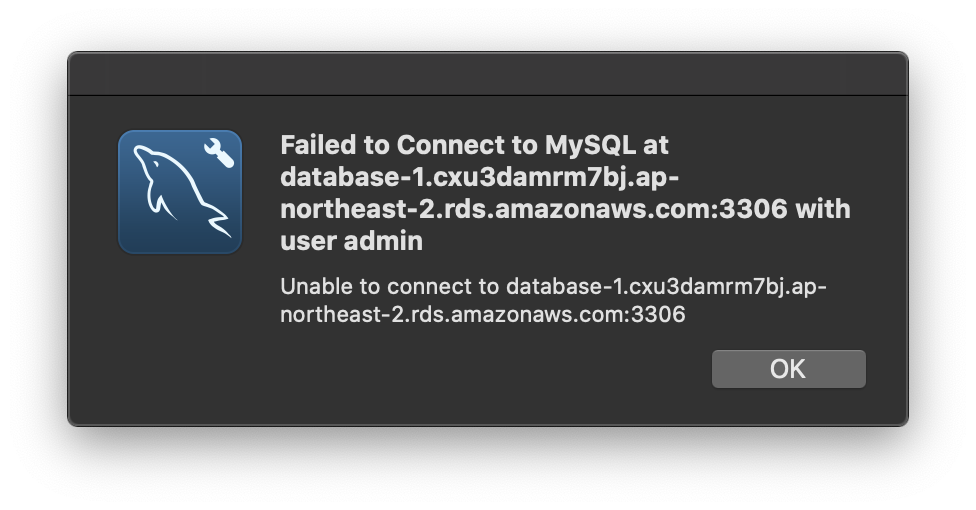 Failed to Connect to MySQL at
database-1.cxu3damrm7bj.ap-
northeast-2.rds.amazonaws.com:3306 with
user admin
Unable to connect to database-1.cxu3damrm7bj.ap-
northeast-2.rds.amazonaws.com:3306
OK